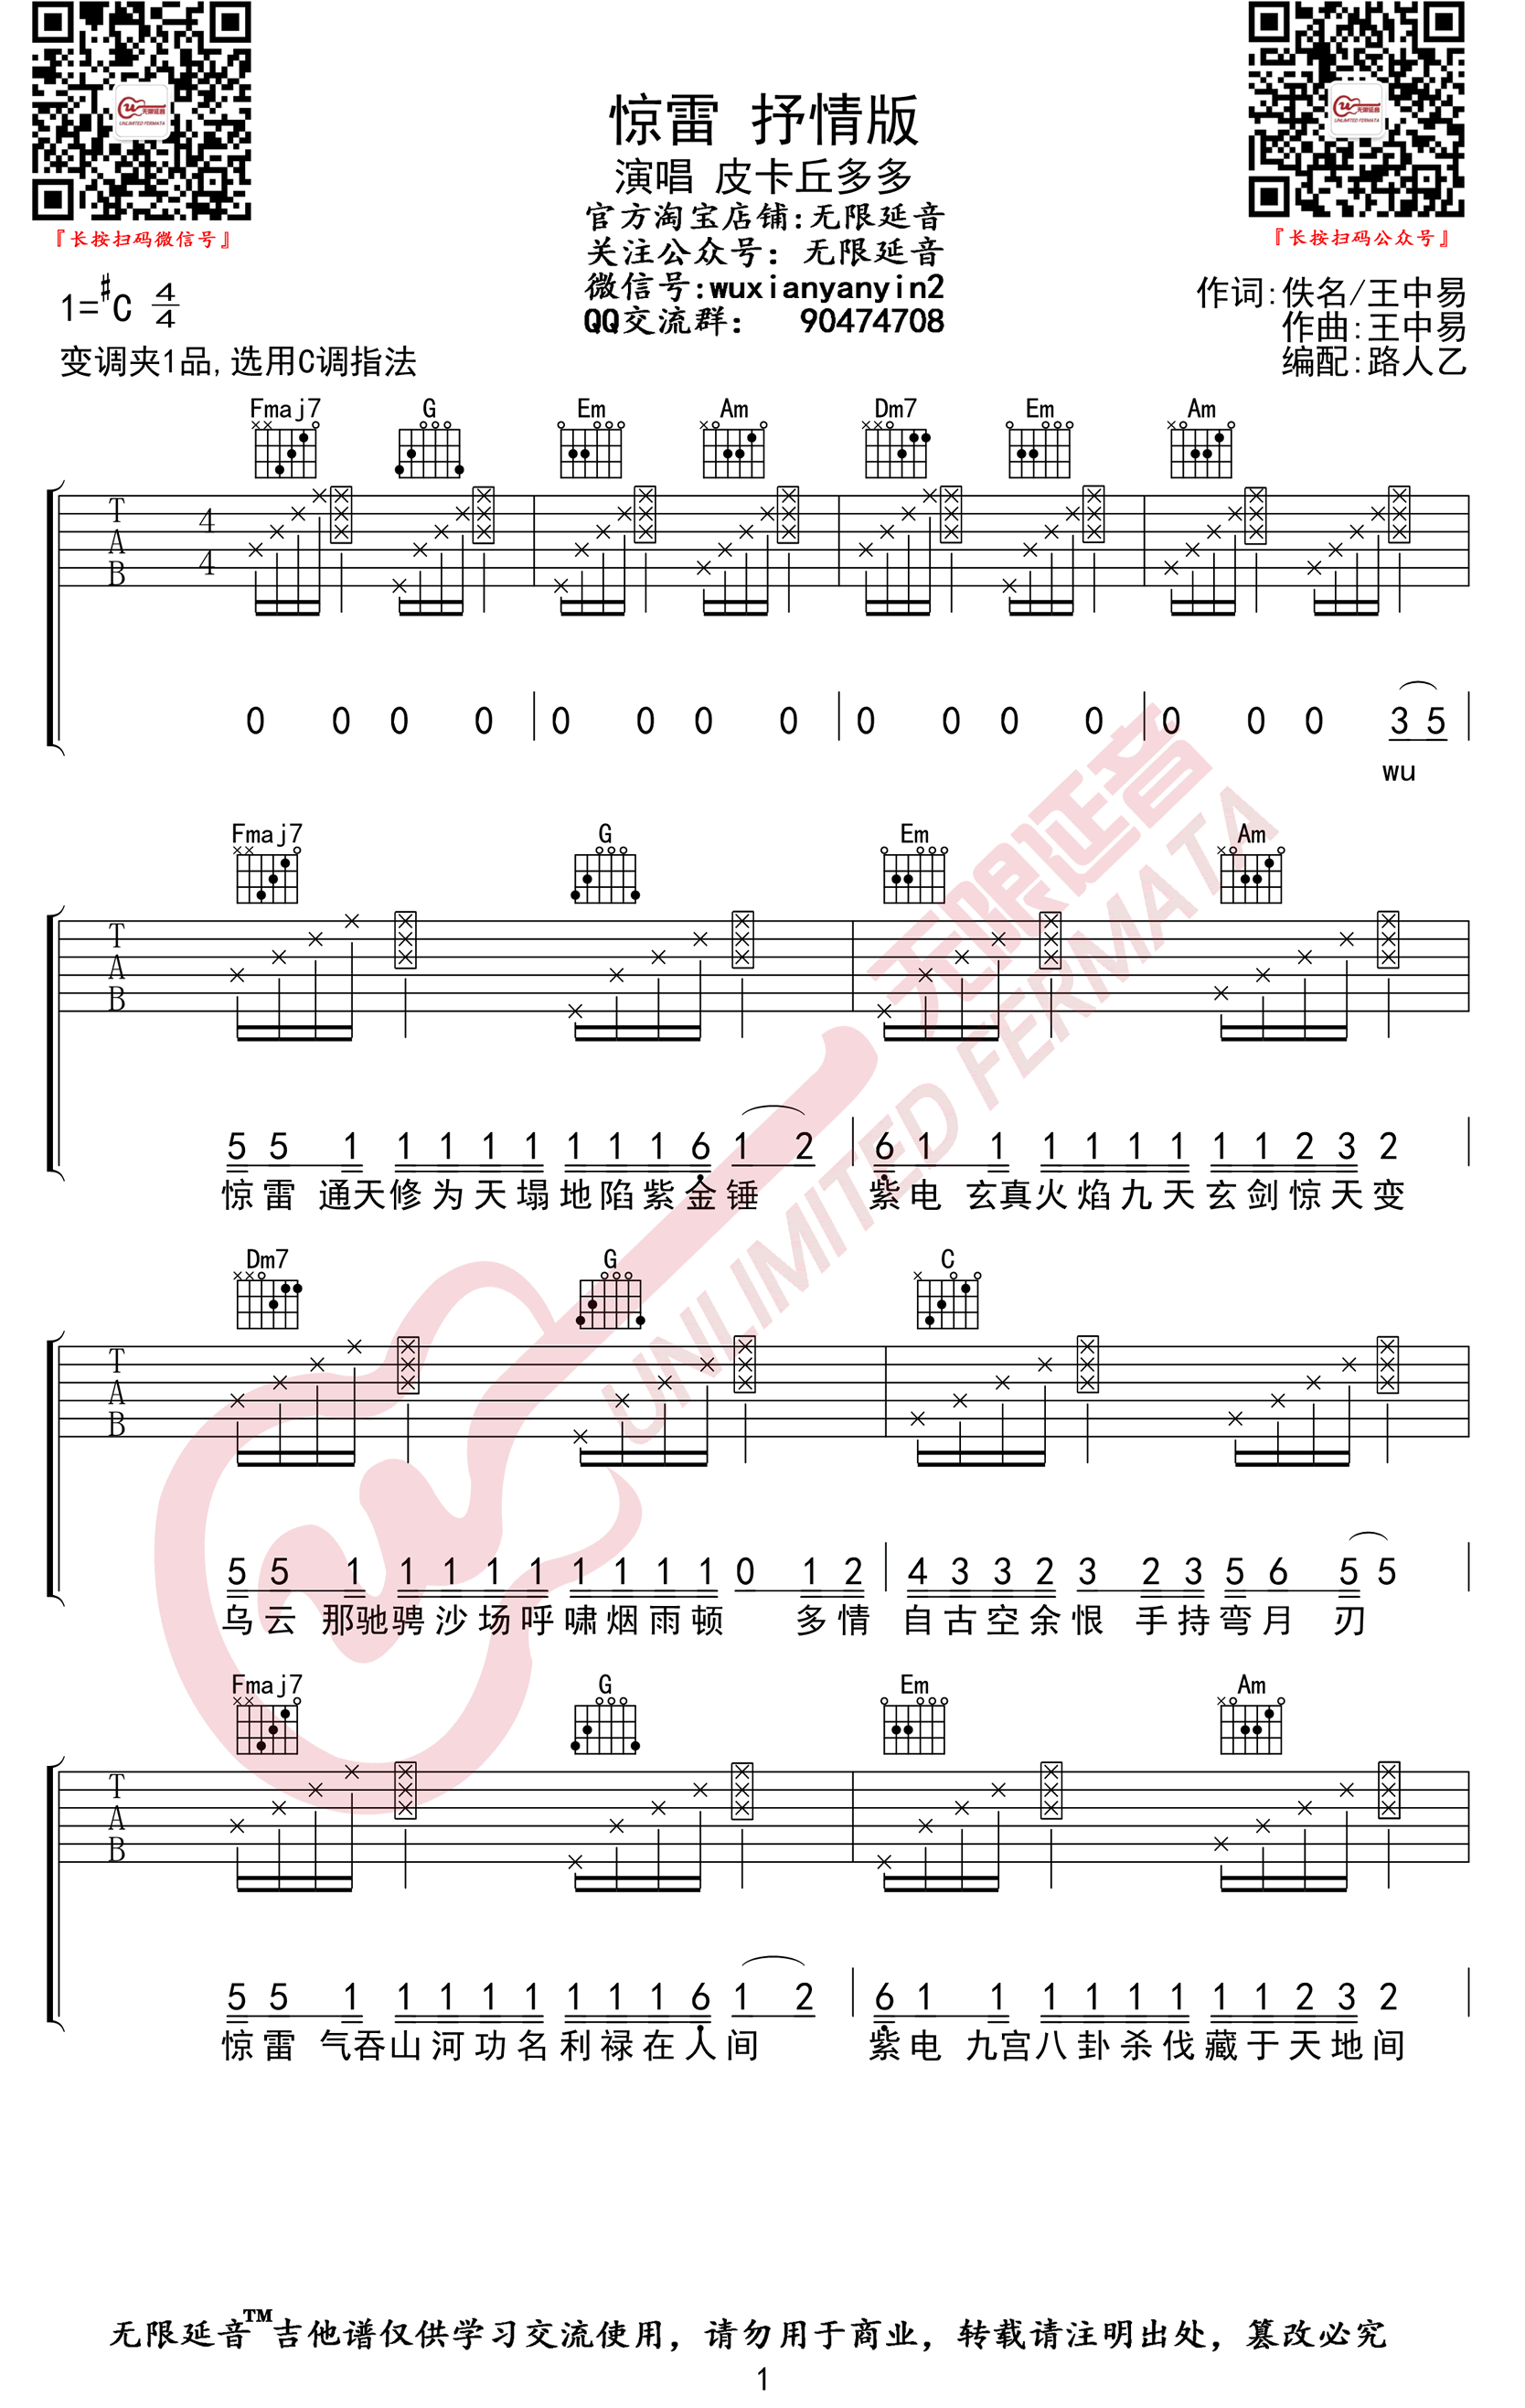 惊雷 抒情版
演唱 皮卡丘多多
官方淘宝店铺:无限延音
关注公众号：无限延音
微信号:wuxianyanyin2
QQ交流群： 90474708
无限延音
UNLIMITED FERMATA
『长按扫码微信号』
无限延音
UNLIMITED FERMATA
『长按扫码公众号』
1=#C 4/4
变调夹1品,选用C调指法
作词:佚名/王中易
作曲:王中易
编配:路人乙
Fmaj7 G Em Am Dm7 Em Am
T A B 4 4
0 0 0 0 0 0 0 0 0 0 0 0 0 0 0 3 5
wu
Fmaj7 G Em Am
T A B
5 5 1 1 1 1 1 1 1 1 6 1 2 6 1 1 1 1 1 1 1 1 2 3 2
惊雷 通天修为天塌地陷紫金锤 紫电 玄真火焰九天玄剑惊天变
Dm7 G C
T A B
5 5 1 1 1 1 1 1 1 1 1 0 1 2 4 3 3 2 3 2 3 5 6 5 5
乌云 那驰骋沙场呼啸烟雨顿 多情 自古空余恨 手持弯月 刃
Fmaj7 G Em Am
T A B
5 5 1 1 1 1 1 1 1 1 6 1 2 6 1 1 1 1 1 1 1 1 2 3 2
惊雷 气吞山河功名利禄在人间 紫电 九宫八卦杀伐藏于天地间
无限延音
UNLIMITED FERMATA
无限延音™吉他谱仅供学习交流使用，请勿用于商业，转载请注明出处，篡改必究
1